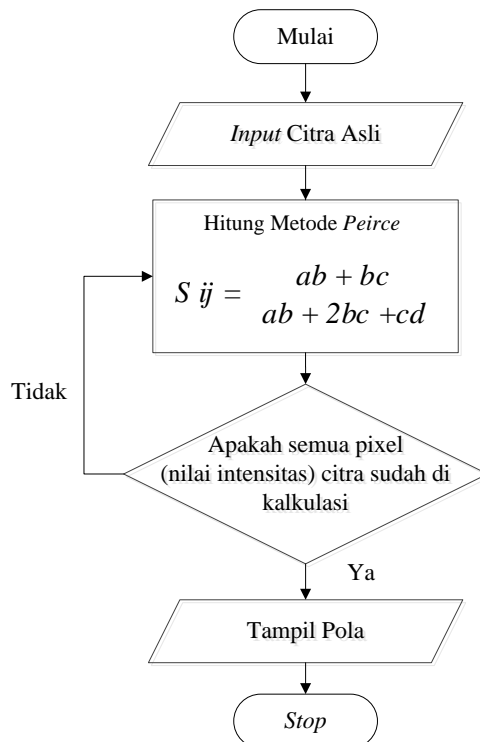 Mulai
Input Citra Asli
Hitung Metode Peirce
S ij = ab + bc
ab + 2bc +cd
Tidak
Apakah semua pixel
(nilai intensitas) citra sudah di
kalkulasi
Ya
Tampil Pola
Stop